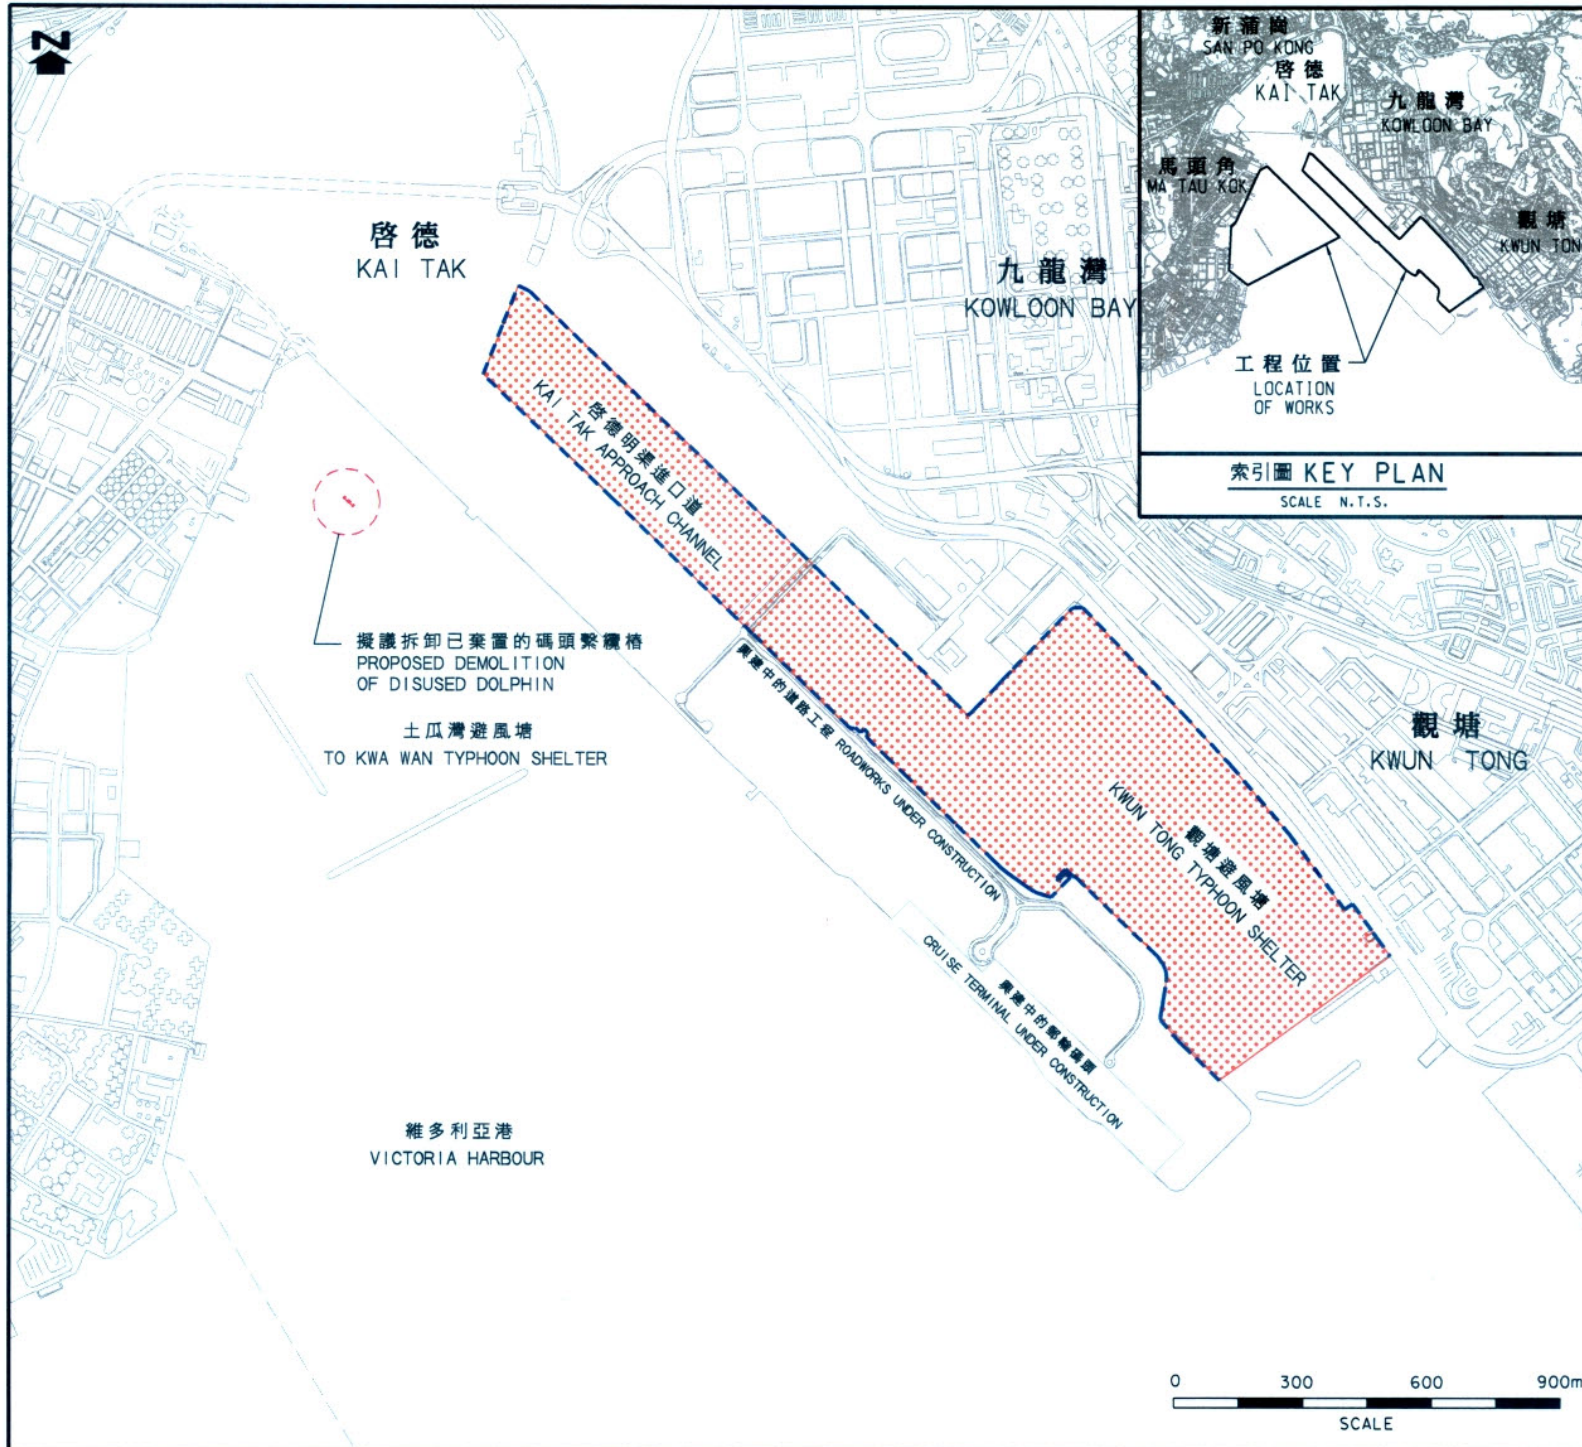 N
啓德
KAI TAK
九龍灣
KOWLOON BAY
啓德明渠進口道
KAI TAK APPROACH CHANNEL
擬議拆卸已棄置的碼頭繫纜樁
PROPOSED DEMOLITION
OF DISUSED DOLPHIN
土瓜灣避風塘
TO KWA WAN TYPHOON SHELTER
興建中的道路工程 ROADWORKS UNDER CONSTRUCTION
觀塘
KWUN TONG
觀塘避風塘
KWUN TONG TYPHOON SHELTER
興建中的郵輪碼頭
CRUISE TERMINAL UNDER CONSTRUCTION
維多利亞港
VICTORIA HARBOUR
0 300 600 900m
SCALE
新蒲崗
SAN PO KONG
啓德
KAI TAK
九龍灣
KOWLOON BAY
馬頭角
MA TAU KOK
觀塘
KWUN TON
工程位置
LOCATION
OF WORKS
索引圖 KEY PLAN
SCALE N.T.S.